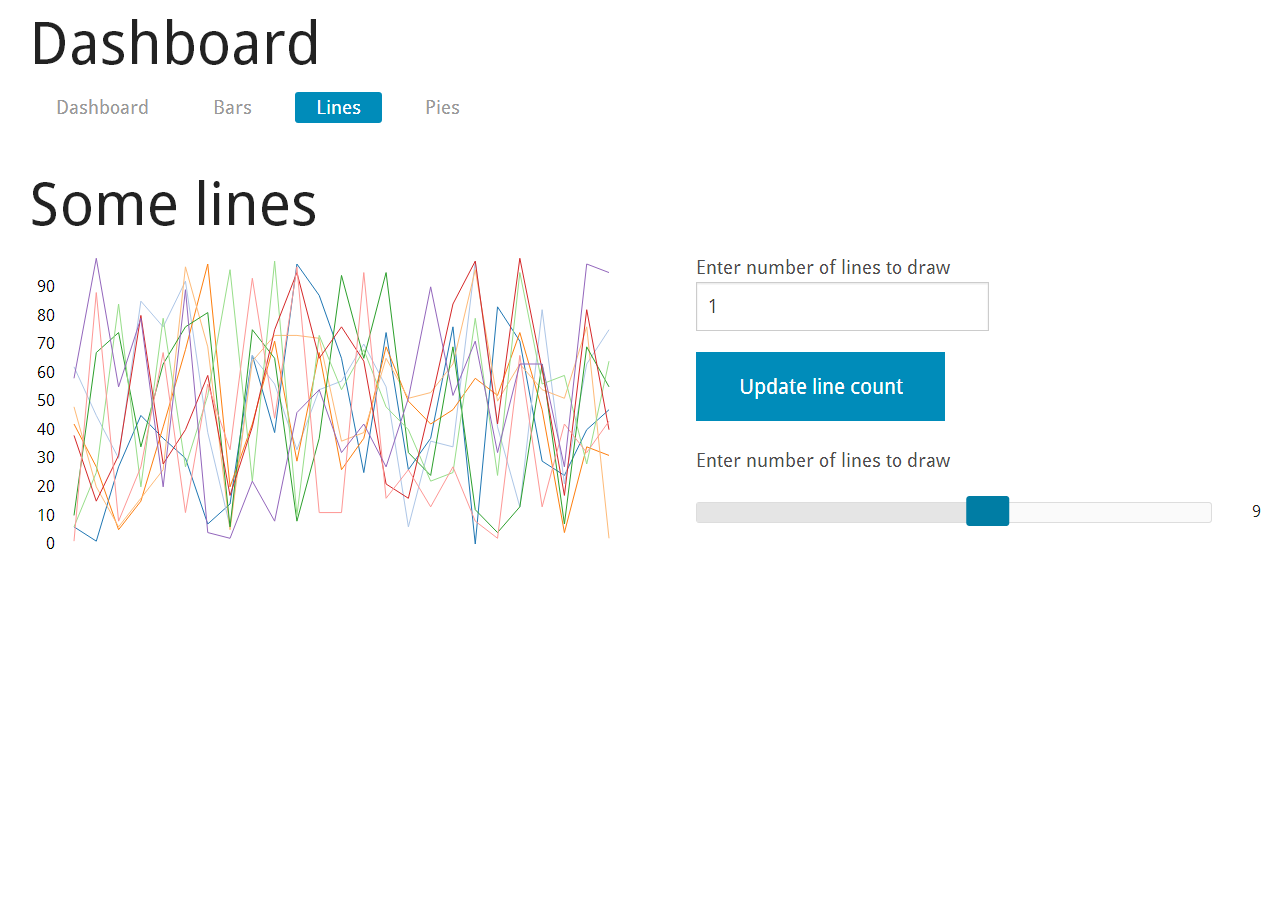 Dashboard
Dashboard Bars Lines Pies
Some lines
90
80
70
60
50
40
30
20
10
0
Enter number of lines to draw
1
Update line count
Enter number of lines to draw
9